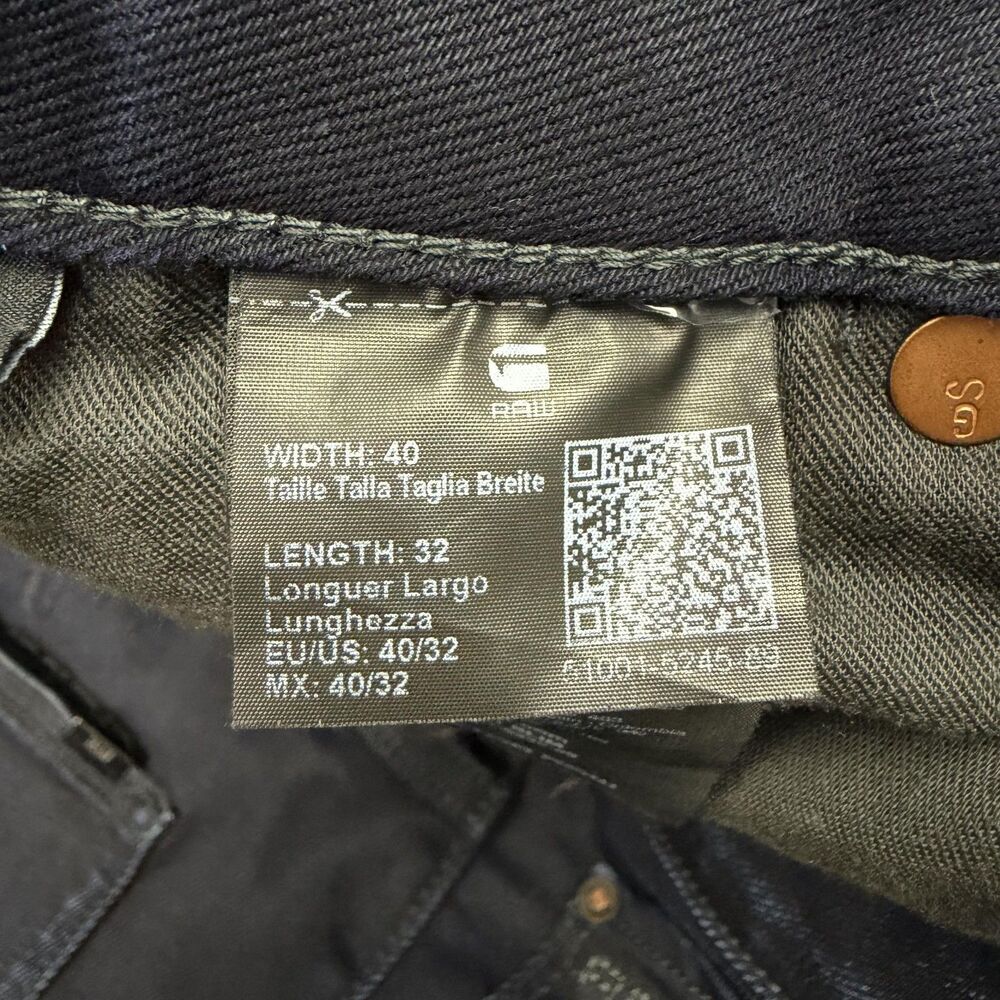 RAW
WIDTH: 40
Taille Talla Taglia Breite
LENGTH: 32
Longuer Largo
Lunghezza
EU/US: 40/32
MX: 40/32
GS